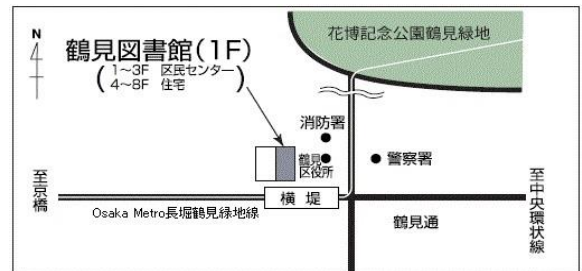 N
花博記念公園鶴見緑地
鶴見図書館(1F)
(1~3F 区民センター
4~8F 住宅)
消防署
鶴見
区役所
警察署
至京橋
横堤
Osaka Metro長堀鶴見緑地線
鶴見通
至中央環状線